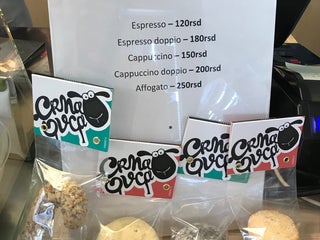 Espresso – 120rsd
Espresso doppio – 180rsd
Cappuccino – 150rsd
Cappuccino doppio – 200rsd
Affogato – 250rsd
CRNA
OVCA
CRNA
OVCA
CRNA
OVCA
CRNA
OVCA